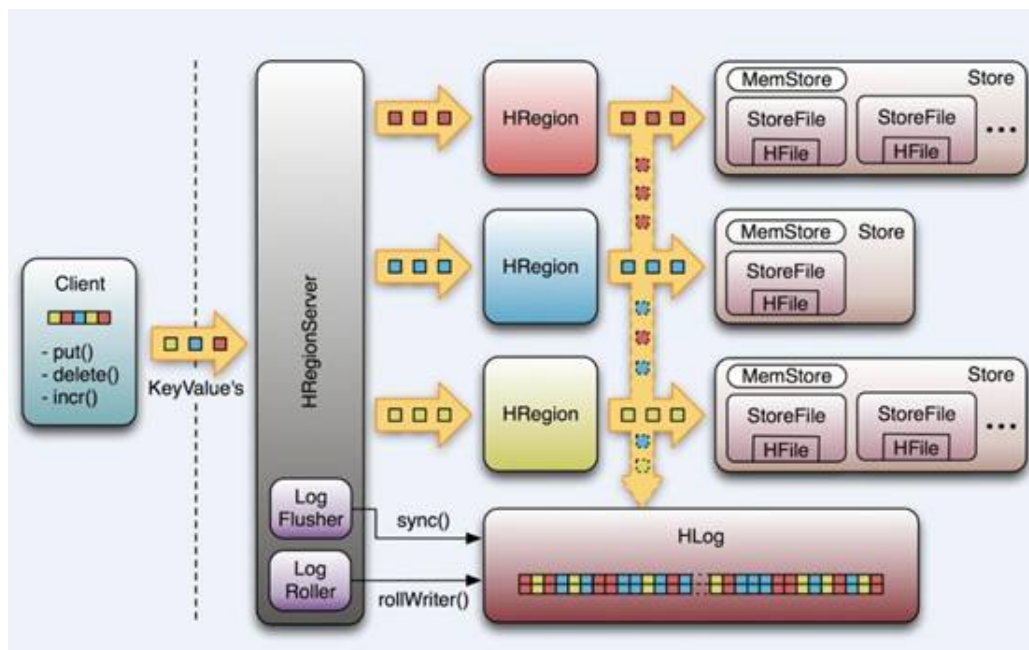 Client
- put()
- delete()
- incr()
KeyValue's
HRegionServer
Log
Flusher
Log
Roller
sync()
rollWriter()
HRegion
MemStore
Store
StoreFile
HFile
StoreFile
HFile
...
HRegion
MemStore
Store
StoreFile
HFile
HRegion
MemStore
Store
StoreFile
HFile
StoreFile
HFile
...
HLog